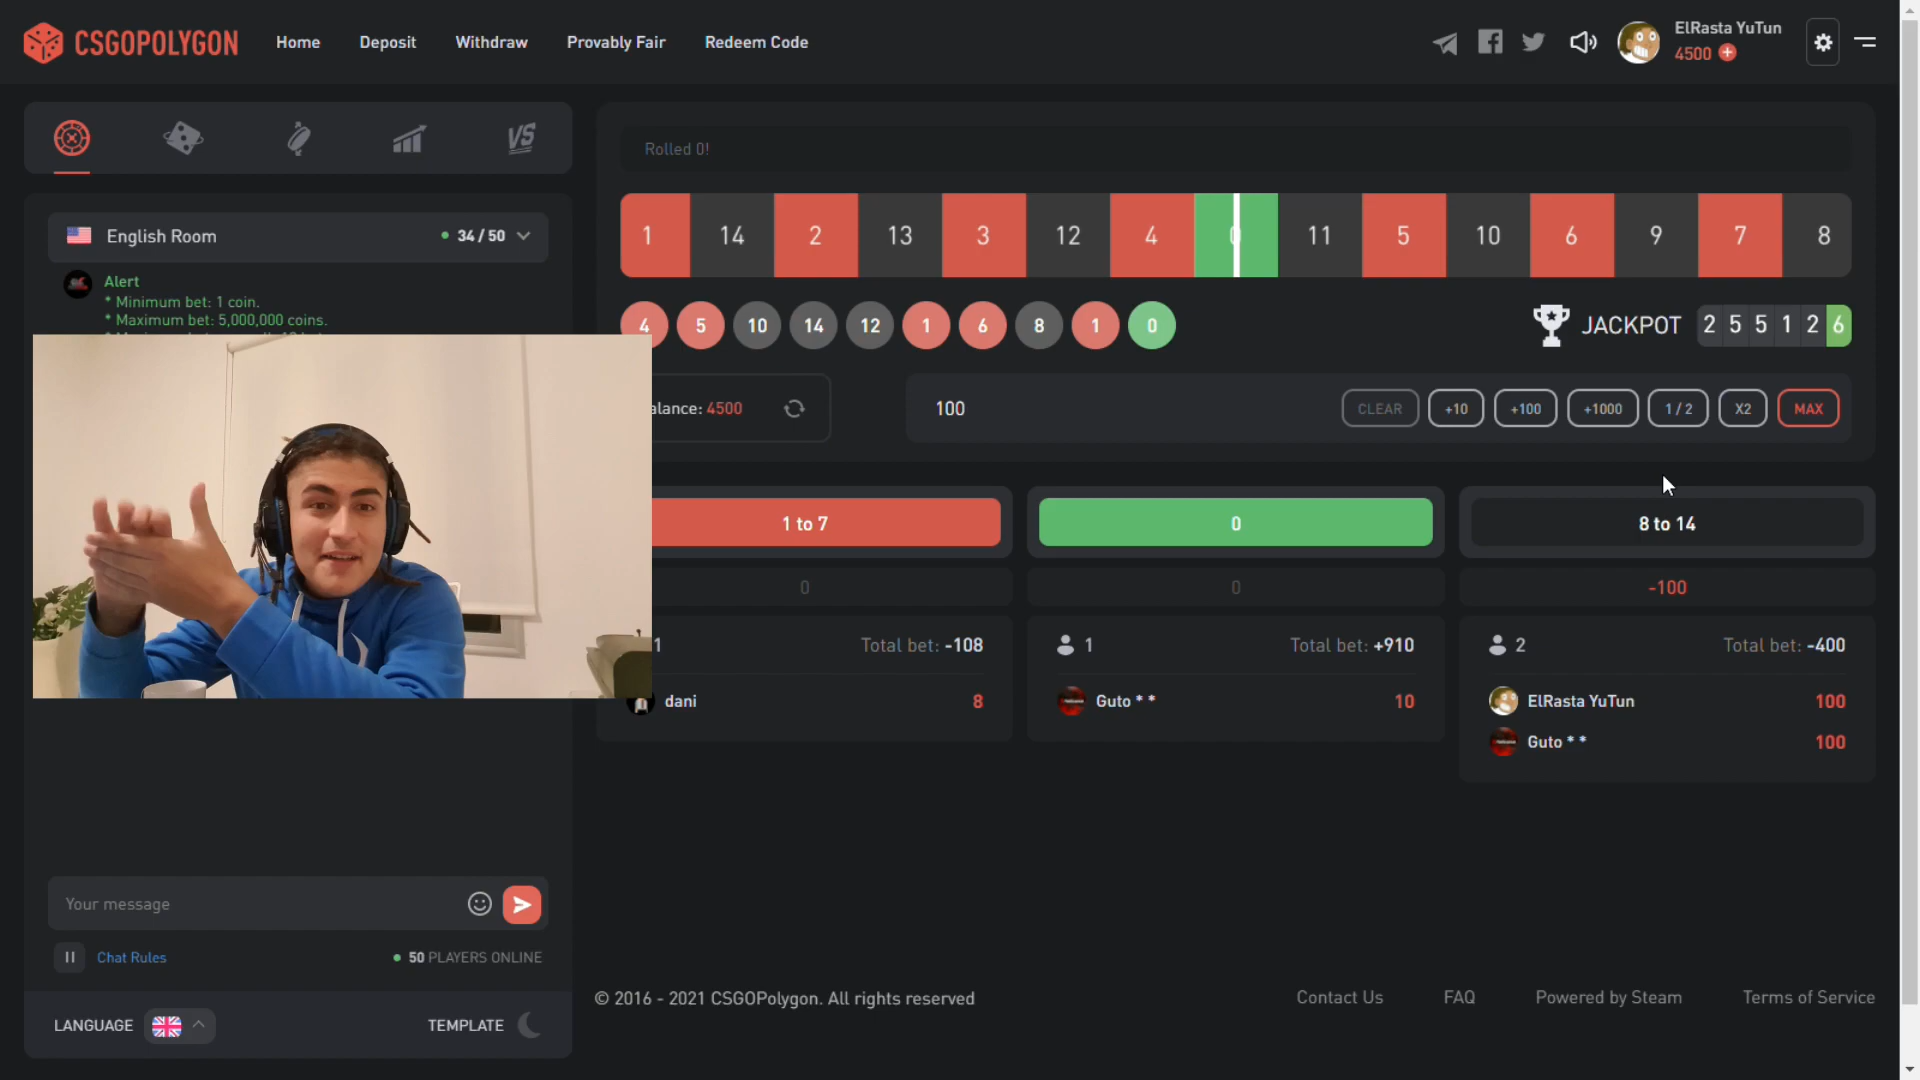 CSGOPOLYGON
Home
Deposit
Withdraw
Provably Fair
Redeem Code
ElRasta YuTun
4500
VS
English Room
34 / 50
Alert
* Minimum bet: 1 coin.
* Maximum bet: 5,000,000 coins.
Rolled 0!
1 14 2 13 3 12 4 0 11 5 10 6 9 7 8
4 5 10 14 12 1 6 8 1 0
JACKPOT 2 5 5 1 2 6
alance: 4500
100
CLEAR
+10
+100
+1000
1 / 2
X2
MAX
1 to 7
0
8 to 14
0
0
-100
1
Total bet: -108
1
Total bet: +910
2
Total bet: -400
dani
8
Guto * *
10
ElRasta YuTun
100
Guto * *
100
Your message
Chat Rules
50 PLAYERS ONLINE
LANGUAGE
TEMPLATE
© 2016 - 2021 CSGOPolygon. All rights reserved
Contact Us
FAQ
Powered by Steam
Terms of Service